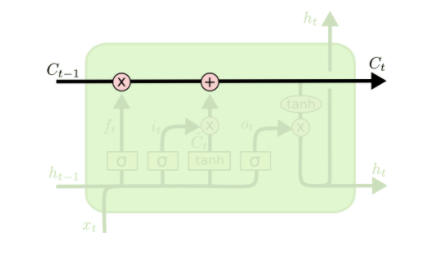 h_t
C_{t-1} × + C_t
tanh
f_t i_t × o_t ×
C̃_t
σ σ tanh σ
h_{t-1} h_t
x_t